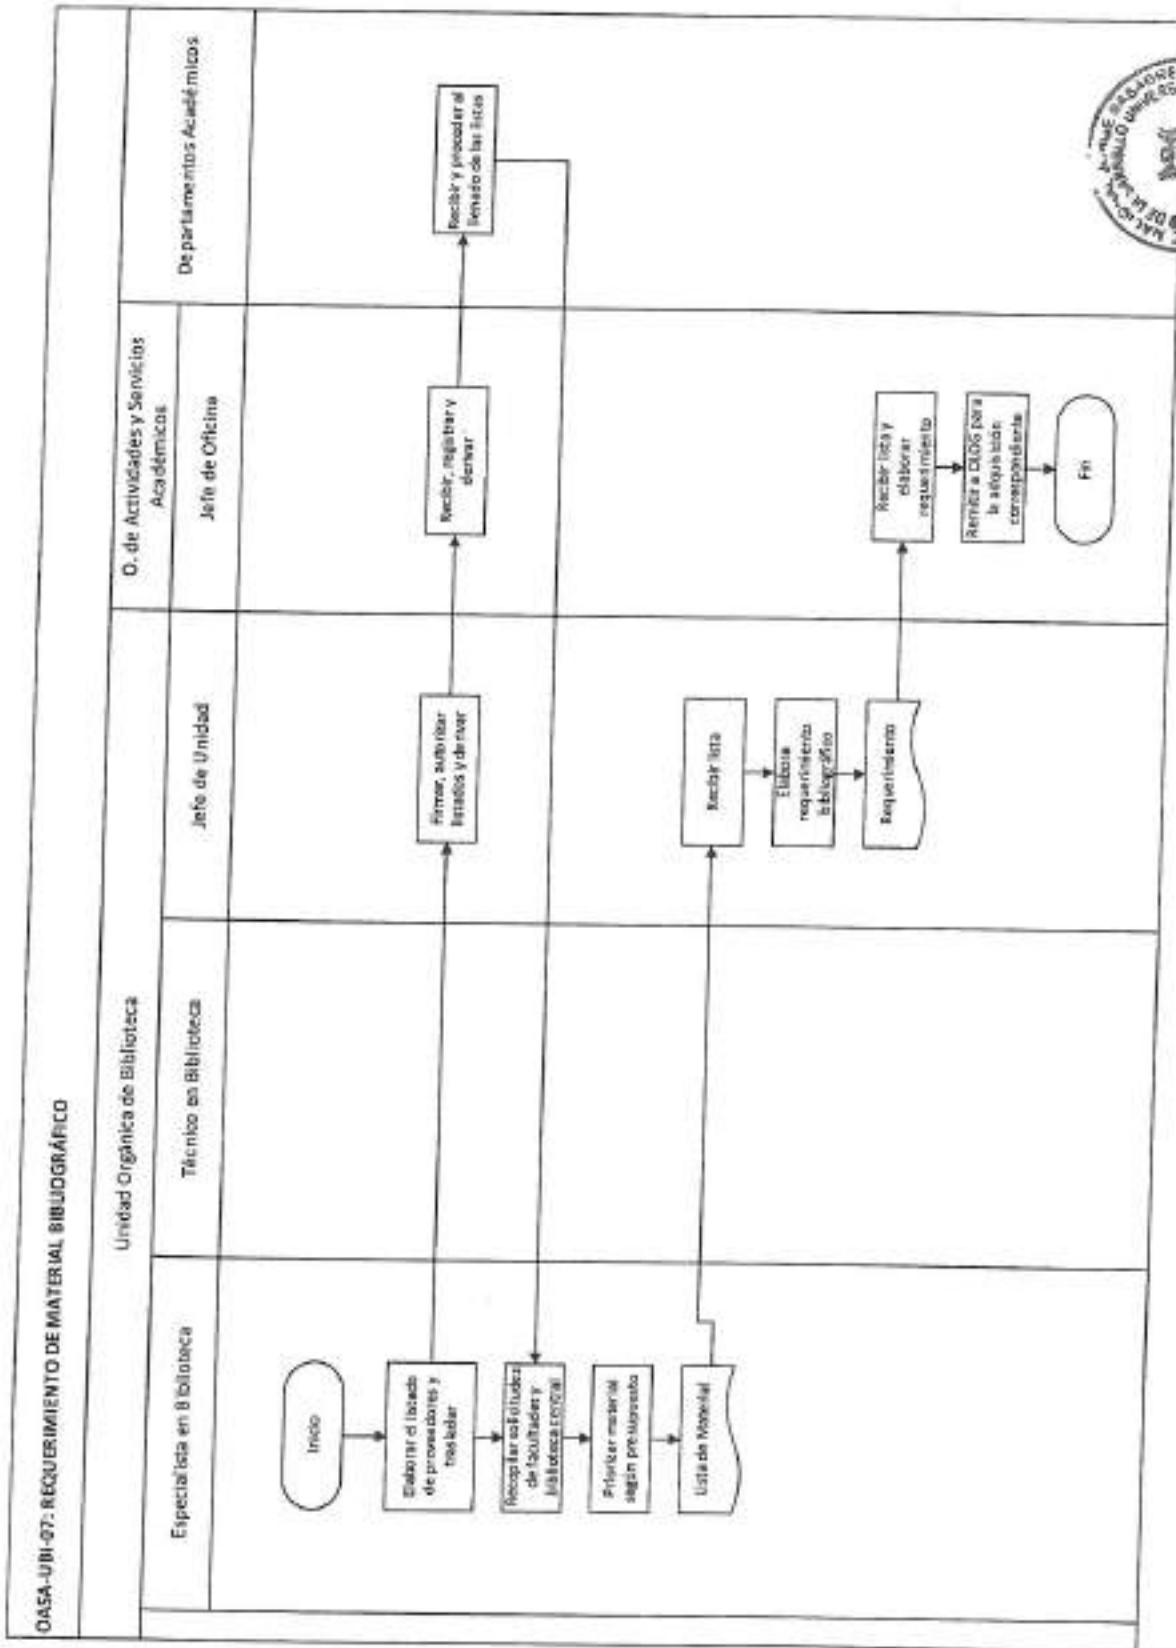 OASA-UBI-07: REQUERIMIENTO DE MATERIAL BIBLIOGRÁFICO
Unidad Orgánica de Biblioteca
O. de Actividades y Servicios
Académicos
Departamentos Académicos
Especialista en Biblioteca
Técnico en Biblioteca
Jefe de Unidad
Jefe de Oficina
Inicio
Elaborar el listado
de proveedores y
trasladar
Firmar, autorizar
listados y derivar
Recibir, registrar y
derivar
Recibir y proceder al
llenado de las listas
Recopilar solicitudes
de facultades y
biblioteca central
Priorizar material
según presupuesto
Lista de Material
Recibir lista
Elabora
requerimiento
bibliográfico
Requerimiento
Recibir lista y
elaborar
requerimiento
Remitir a OLOG para
la adquisición
correspondiente
Fin